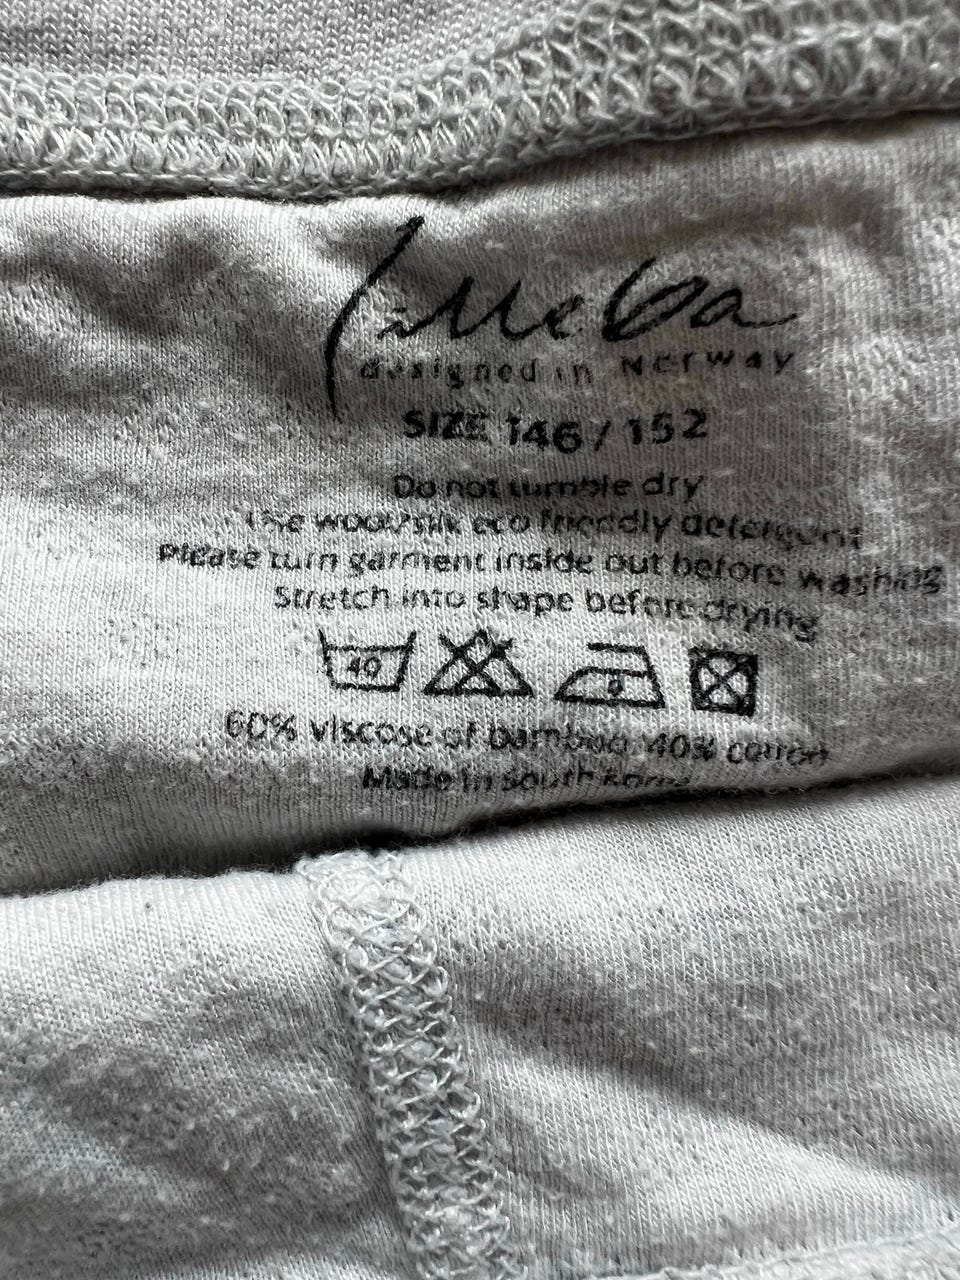 Lilleba
designed in Norway
SIZE 146 / 152
Do not tumble dry
wool/silk eco friendly detergent
Please turn garment inside out before washing
Stretch into shape before drying
40
60% viscose of bamboo, 40% cotton
Made in South Korea